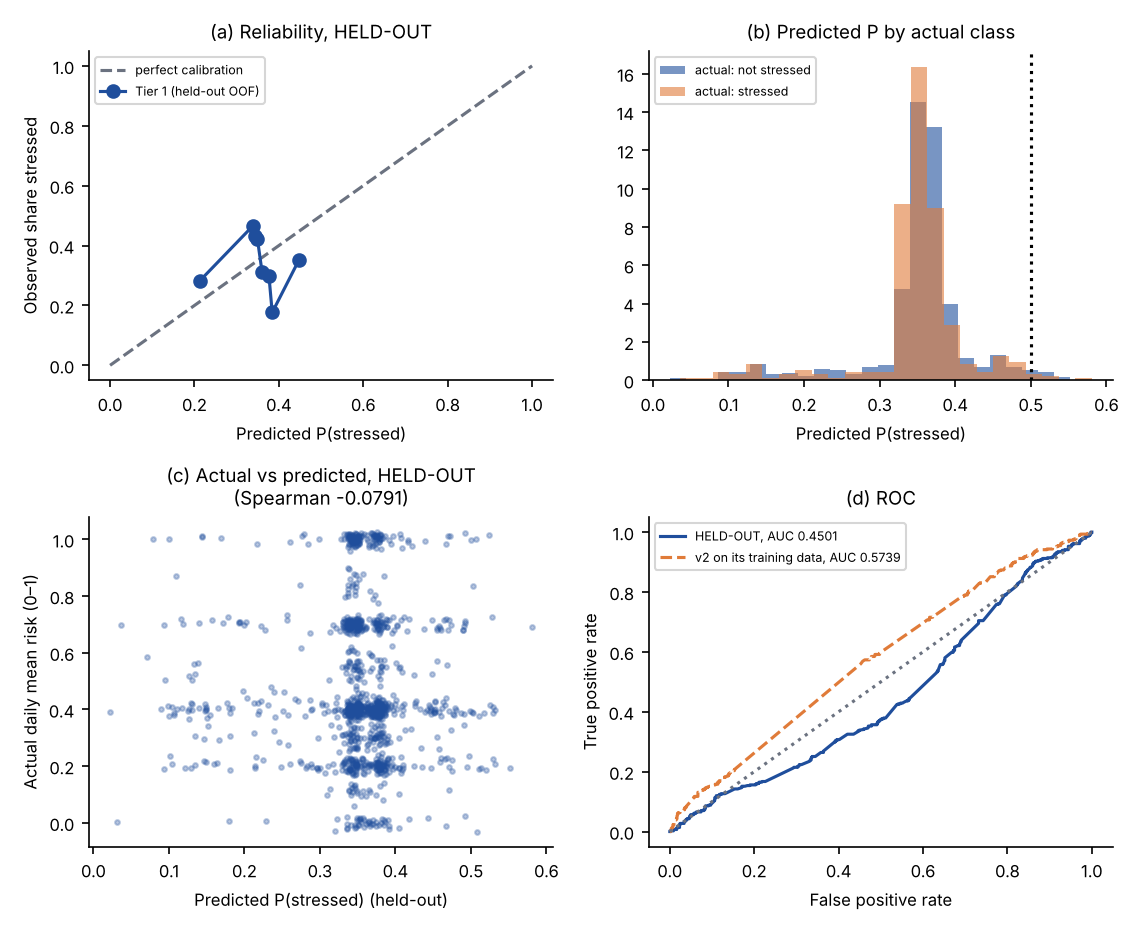 (a) Reliability, HELD-OUT
perfect calibration
Tier 1 (held-out OOF)
Observed share stressed
1.0
0.8
0.6
0.4
0.2
0.0
0.0 0.2 0.4 0.6 0.8 1.0
Predicted P(stressed)
(b) Predicted P by actual class
actual: not stressed
actual: stressed
16
14
12
10
8
6
4
2
0
0.0 0.1 0.2 0.3 0.4 0.5 0.6
Predicted P(stressed)
(c) Actual vs predicted, HELD-OUT
(Spearman -0.0791)
Actual daily mean risk (0–1)
1.0
0.8
0.6
0.4
0.2
0.0
0.0 0.1 0.2 0.3 0.4 0.5 0.6
Predicted P(stressed) (held-out)
(d) ROC
HELD-OUT, AUC 0.4501
v2 on its training data, AUC 0.5739
True positive rate
1.0
0.8
0.6
0.4
0.2
0.0
0.0 0.2 0.4 0.6 0.8 1.0
False positive rate